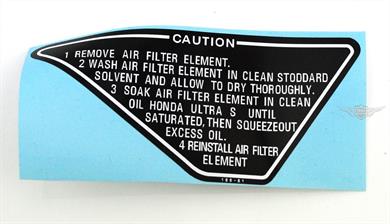 CAUTION
1 REMOVE AIR FILTER ELEMENT.
2 WASH AIR FILTER ELEMENT IN CLEAN STODDARD
SOLVENT AND ALLOW TO DRY THOROUGHLY.
3 SOAK AIR FILTER ELEMENT IN CLEAN
OIL HONDA ULTRA S UNTIL
SATURATED, THEN SQUEEZEOUT
EXCESS OIL.
4 REINSTALL AIR FILTER
ELEMENT